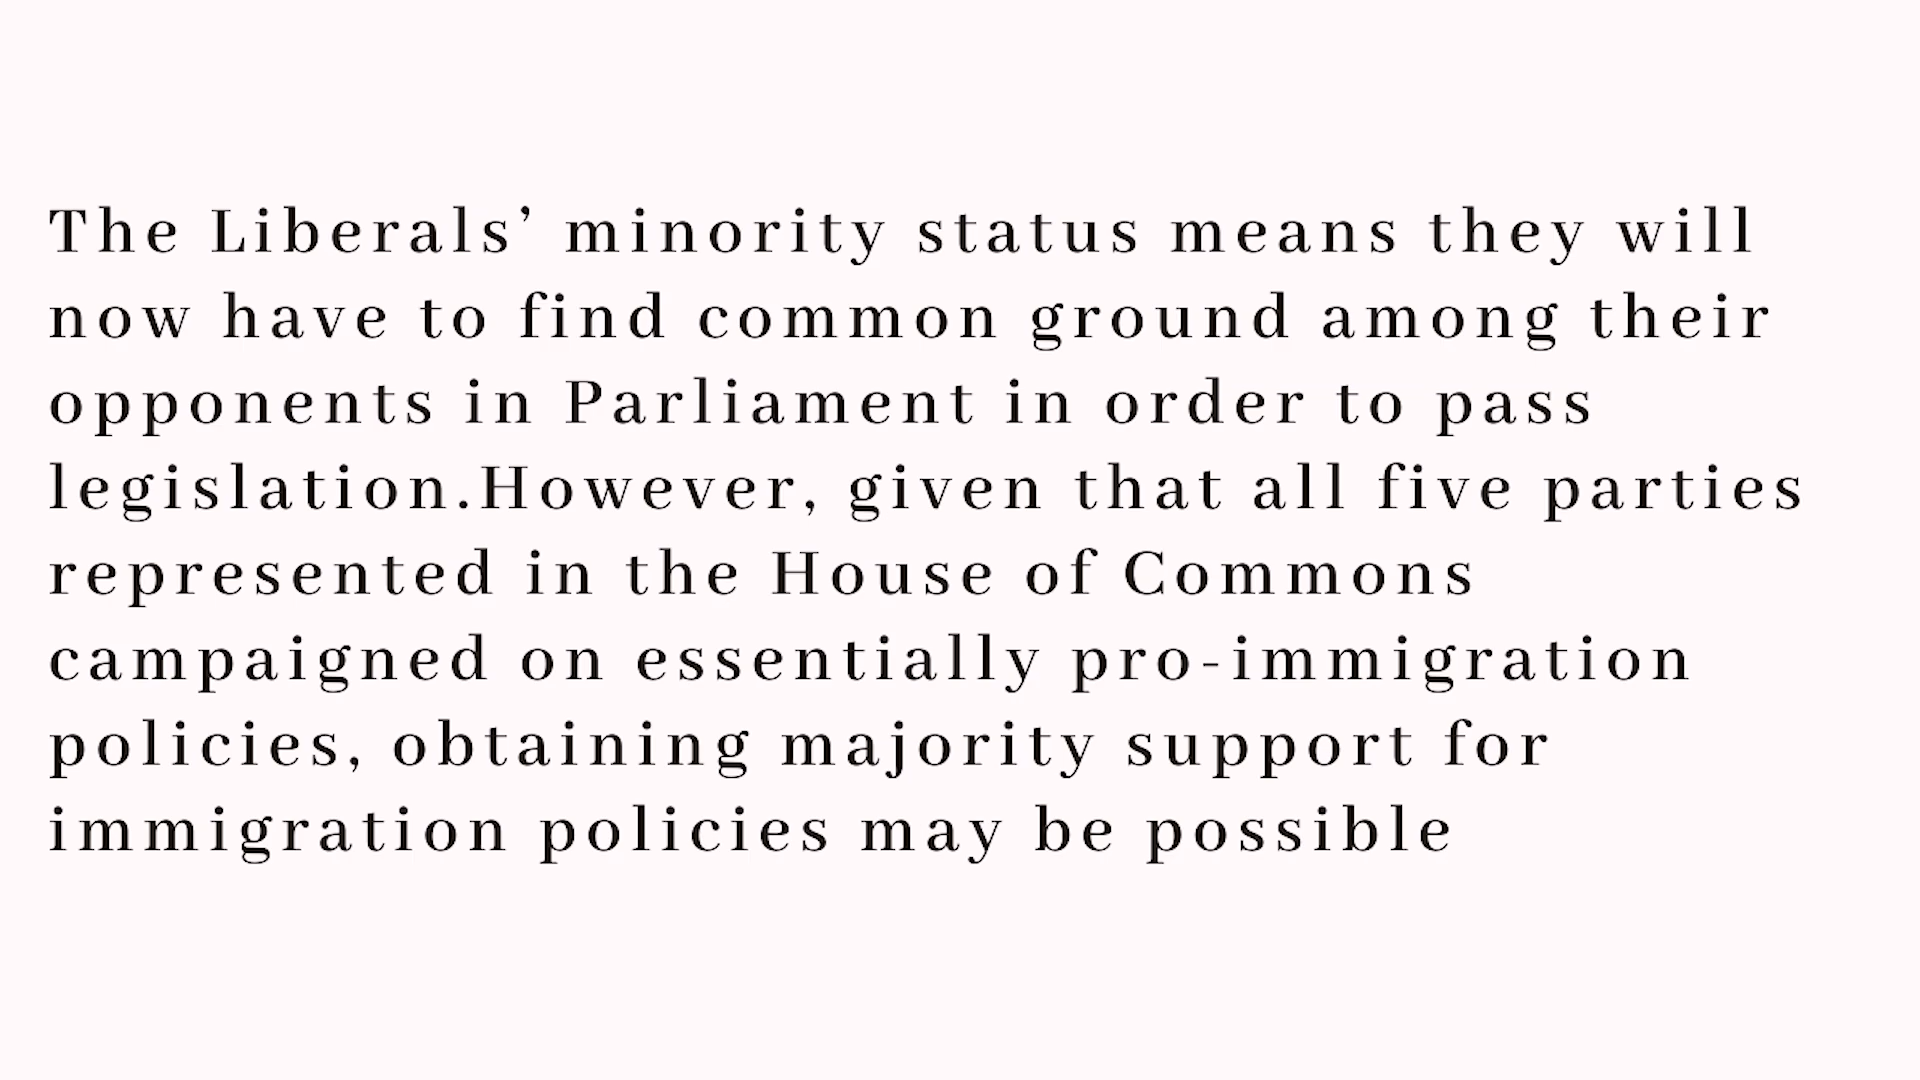 The Liberals’ minority status means they will
now have to find common ground among their
opponents in Parliament in order to pass
legislation.However, given that all five parties
represented in the House of Commons
campaigned on essentially pro-immigration
policies, obtaining majority support for
immigration policies may be possible